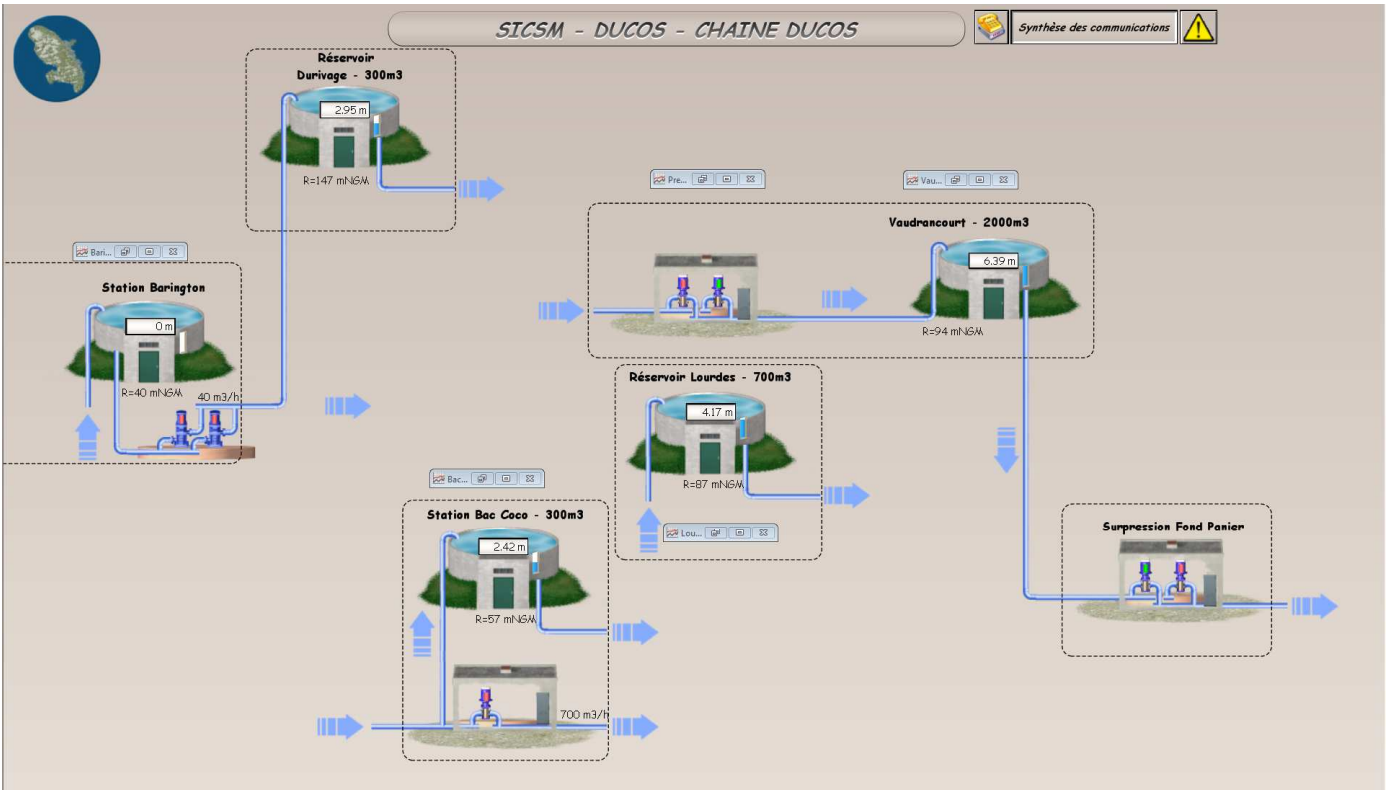 SICSM - DUCOS - CHAINE DUCOS
Synthèse des communications
Réservoir
Durivage - 300m3
2.95 m
R=147 mNGM
Pre...
Vau...
Vaudrancourt - 2000m3
6.39 m
R=94 mNGM
Bari...
Station Barington
0 m
R=40 mNGM
40 m3/h
Réservoir Lourdes - 700m3
4.17 m
R=87 mNGM
Lou...
Bac...
Station Bac Coco - 300m3
2.42 m
R=57 mNGM
700 m3/h
Surpression Fond Panier